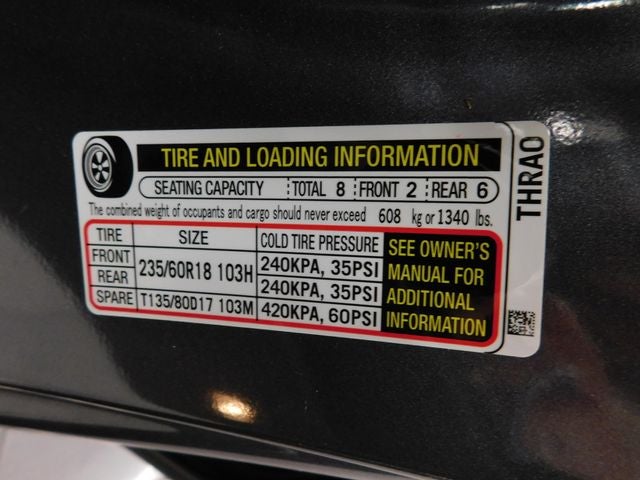 TIRE AND LOADING INFORMATION
SEATING CAPACITY TOTAL 8 FRONT 2 REAR 6
The combined weight of occupants and cargo should never exceed 608 kg or 1340 lbs.
TIRE SIZE COLD TIRE PRESSURE
FRONT 235/60R18 103H 240KPA, 35PSI
REAR 240KPA, 35PSI
SPARE T135/80D17 103M 420KPA, 60PSI
SEE OWNER'S
MANUAL FOR
ADDITIONAL
INFORMATION
THRA0